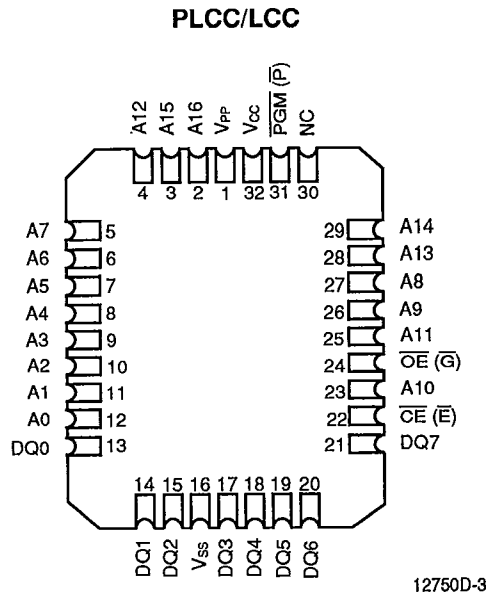 PLCC/LCC
A12 A15 A16 VPP VCC PGM (P) NC
4 3 2 1 32 31 30
A7 5 29 A14
A6 6 28 A13
A5 7 27 A8
A4 8 26 A9
A3 9 25 A11
A2 10 24 OE (G)
A1 11 23 A10
A0 12 22 CE (E)
DQ0 13 21 DQ7
14 15 16 17 18 19 20
DQ1 DQ2 VSS DQ3 DQ4 DQ5 DQ6
12750D-3